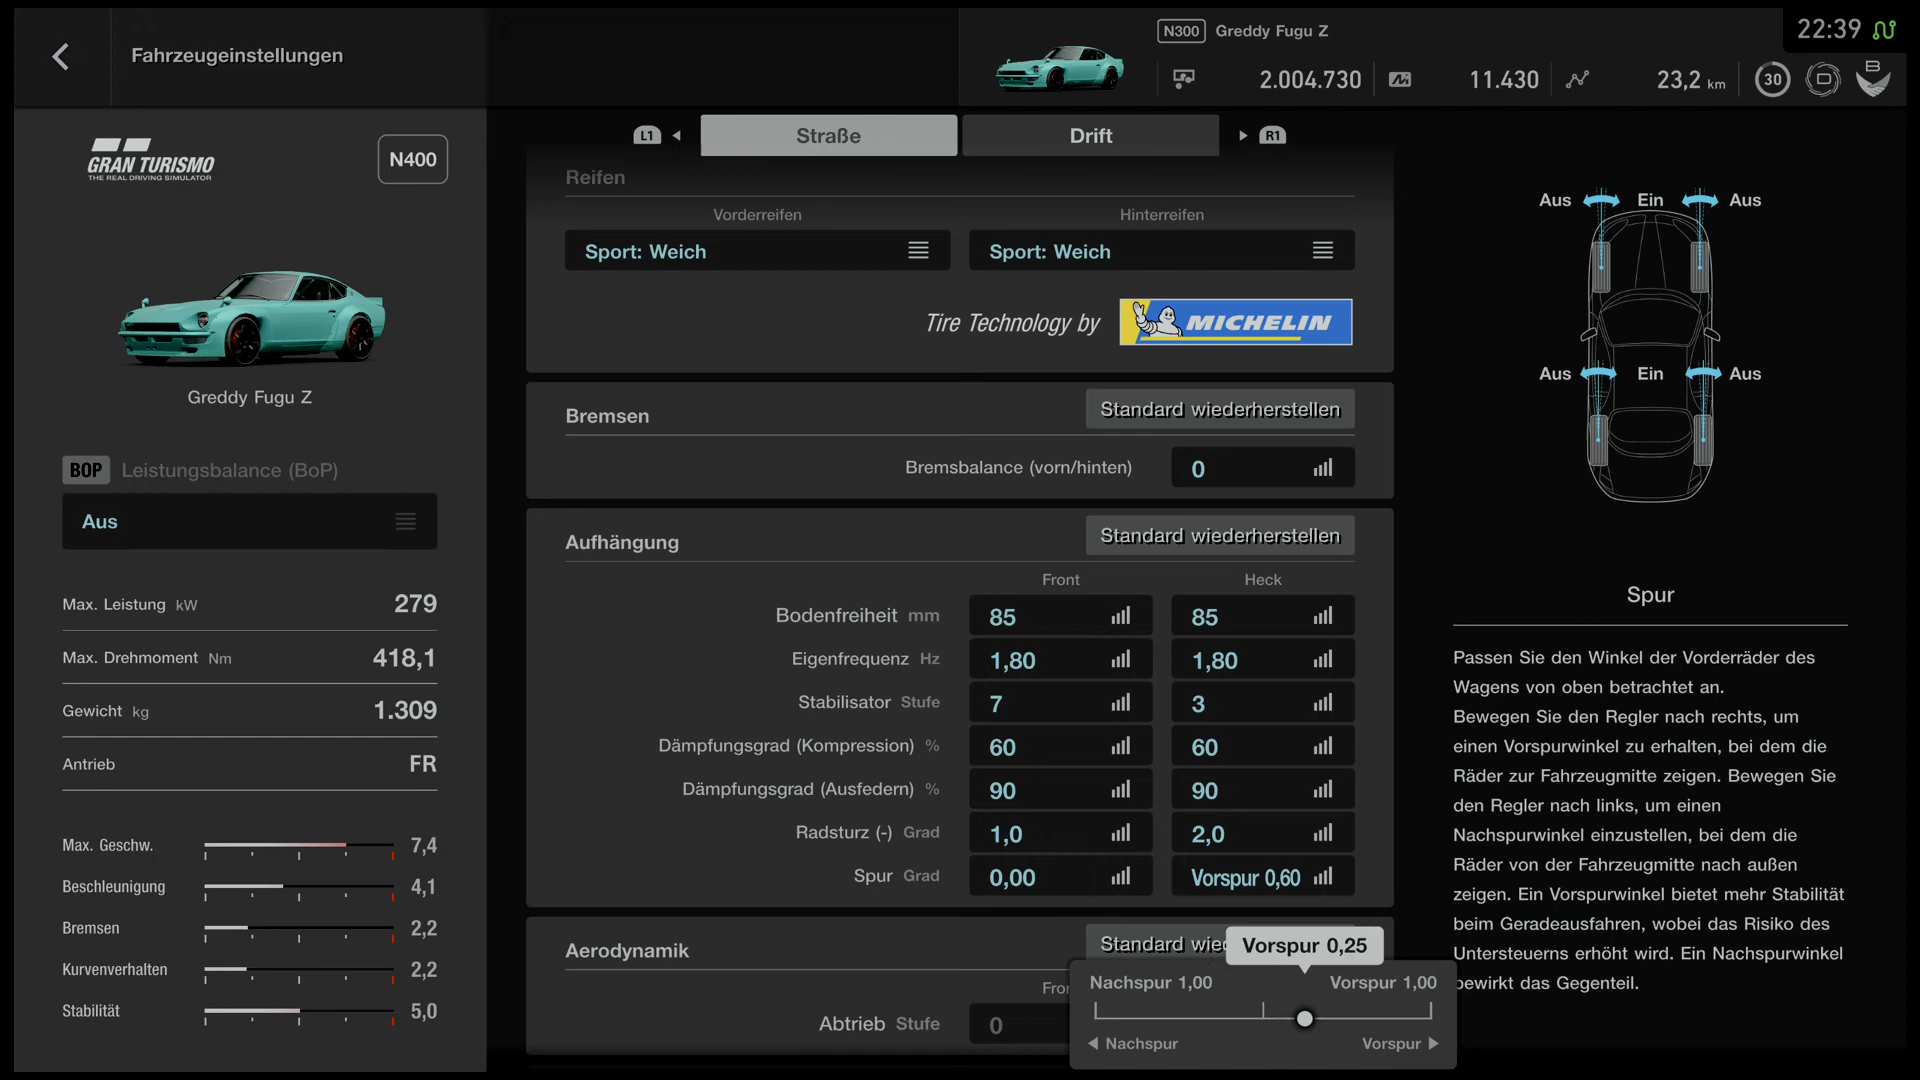 Fahrzeugeinstellungen
N300 Greddy Fugu Z
22:39
2.004.730
11.430
23,2 km
30
B
GRAN TURISMO
THE REAL DRIVING SIMULATOR
N400
Greddy Fugu Z
BOP Leistungsbalance (BoP)
Aus
Max. Leistung kW 279
Max. Drehmoment Nm 418,1
Gewicht kg 1.309
Antrieb FR
Max. Geschw. 7,4
Beschleunigung 4,1
Bremsen 2,2
Kurvenverhalten 2,2
Stabilität 5,0
L1 Straße Drift R1
Reifen
Vorderreifen Hinterreifen
Sport: Weich Sport: Weich
Tire Technology by MICHELIN
Bremsen Standard wiederherstellen
Bremsbalance (vorn/hinten) 0
Aufhängung Standard wiederherstellen
Front Heck
Bodenfreiheit mm 85 85
Eigenfrequenz Hz 1,80 1,80
Stabilisator Stufe 7 3
Dämpfungsgrad (Kompression) % 60 60
Dämpfungsgrad (Ausfedern) % 90 90
Radsturz (-) Grad 1,0 2,0
Spur Grad 0,00 Vorspur 0,60
Aerodynamik Standard wied
Vorspur 0,25
Fron
Abtrieb Stufe 0
Nachspur 1,00 Vorspur 1,00
Nachspur Vorspur
Aus Ein Aus
Aus Ein Aus
Spur
Passen Sie den Winkel der Vorderräder des
Wagens von oben betrachtet an.
Bewegen Sie den Regler nach rechts, um
einen Vorspurwinkel zu erhalten, bei dem die
Räder zur Fahrzeugmitte zeigen. Bewegen Sie
den Regler nach links, um einen
Nachspurwinkel einzustellen, bei dem die
Räder von der Fahrzeugmitte nach außen
zeigen. Ein Vorspurwinkel bietet mehr Stabilität
beim Geradeausfahren, wobei das Risiko des
Untersteuerns erhöht wird. Ein Nachspurwinkel
bewirkt das Gegenteil.